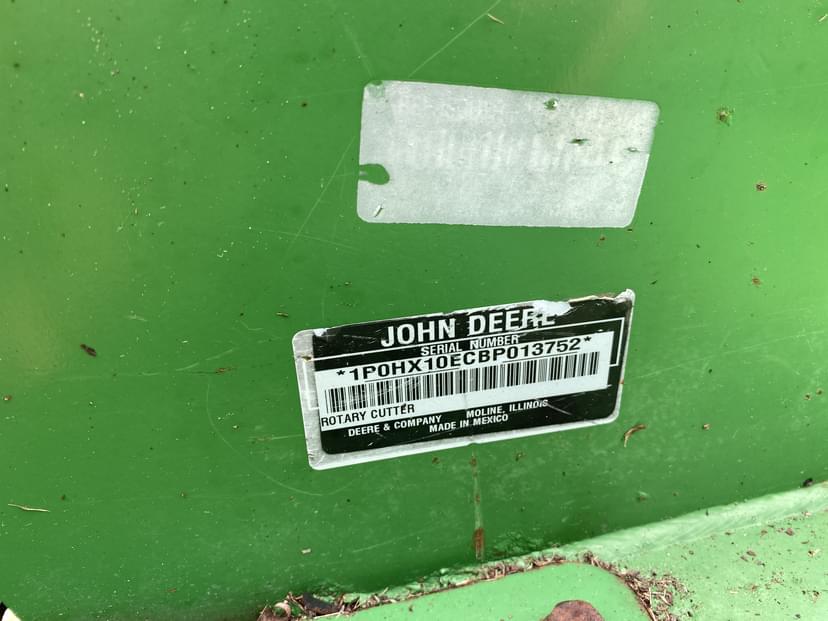 JOHN DEERE
SERIAL NUMBER
*1P0HX10ECBP013752*
ROTARY CUTTER
DEERE & COMPANY MOLINE, ILLINOIS
MADE IN MEXICO